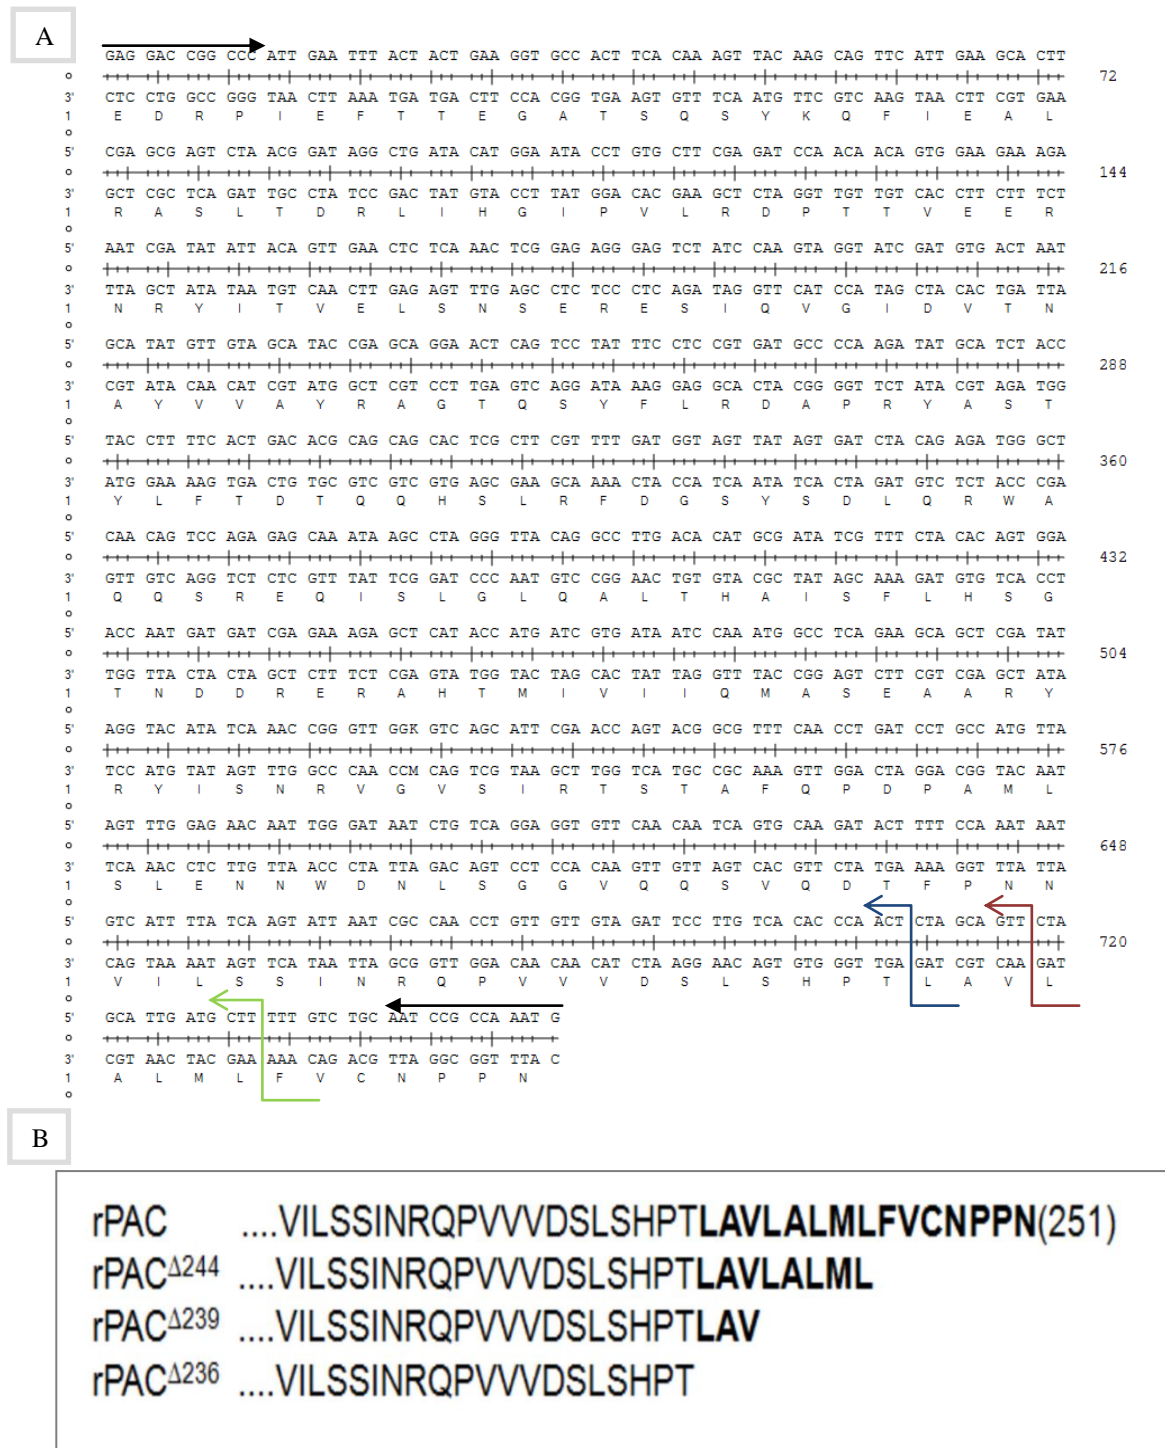 A
GAG GAC CGG CCC ATT GAA TTT ACT ACT GAA GGT GCC ACT TCA CAA AGT TAC AAG CAG TTC ATT GAA GCA CTT
o 72
3' CTC CTG GCC GGG TAA CTT AAA TGA TGA CTT CCA CGG TGA AGT GTT TCA ATG TTC GTC AAG TAA CTT CGT GAA
1 E D R P I E F T T E G A T S Q S Y K Q F I E A L
o
5' CGA GCG AGT CTA ACG GAT AGG CTG ATA CAT GGA ATA CCT GTG CTT CGA GAT CCA ACA ACA GTG GAA GAA AGA
o 144
3' GCT CGC TCA GAT TGC CTA TCC GAC TAT GTA CCT TAT GGA CAC GAA GCT CTA GGT TGT TGT CAC CTT CTT TCT
1 R A S L T D R L I H G I P V L R D P T T V E E R
o
5' AAT CGA TAT ATT ACA GTT GAA CTC TCA AAC TCG GAG AGG GAG TCT ATC CAA GTA GGT ATC GAT GTG ACT AAT
o 216
3' TTA GCT ATA TAA TGT CAA CTT GAG AGT TTG AGC CTC TCC CTC AGA TAG GTT CAT CCA TAG CTA CAC TGA TTA
1 N R Y I T V E L S N S E R E S I Q V G I D V T N
o
5' GCA TAT GTT GTA GCA TAC CGA GCA GGA ACT CAG TCC TAT TTC CTC CGT GAT GCC CCA AGA TAT GCA TCT ACC
o 288
3' CGT ATA CAA CAT CGT ATG GCT CGT CCT TGA GTC AGG ATA AAG GAG GCA CTA CGG GGT TCT ATA CGT AGA TGG
1 A Y V V A Y R A G T Q S Y F L R D A P R Y A S T
o
5' TAC CTT TTC ACT GAC ACG CAG CAG CAC TCG CTT CGT TTT GAT GGT AGT TAT AGT GAT CTA CAG AGA TGG GCT
o 360
3' ATG GAA AAG TGA CTG TGC GTC GTC GTG AGC GAA GCA AAA CTA CCA TCA ATA TCA CTA GAT GTC TCT ACC CGA
1 Y L F T D T Q Q H S L R F D G S Y S D L Q R W A
o
5' CAA CAG TCC AGA GAG CAA ATA AGC CTA GGG TTA CAG GCC TTG ACA CAT GCG ATA TCG TTT CTA CAC AGT GGA
o 432
3' GTT GTC AGG TCT CTC GTT TAT TCG GAT CCC AAT GTC CGG AAC TGT GTA CGC TAT AGC AAA GAT GTG TCA CCT
1 Q Q S R E Q I S L G L Q A L T H A I S F L H S G
o
5' ACC AAT GAT GAT CGA GAA AGA GCT CAT ACC ATG ATC GTG ATA ATC CAA ATG GCC TCA GAA GCA GCT CGA TAT
o 504
3' TGG TTA CTA CTA GCT CTT TCT CGA GTA TGG TAC TAG CAC TAT TAG GTT TAC CGG AGT CTT CGT CGA GCT ATA
1 T N D D R E R A H T M I V I I Q M A S E A A R Y
o
5' AGG TAC ATA TCA AAC CGG GTT GGK GTC AGC ATT CGA ACC AGT ACG GCG TTT CAA CCT GAT CCT GCC ATG TTA
o 576
3' TCC ATG TAT AGT TTG GCC CAA CCM CAG TCG TAA GCT TGG TCA TGC CGC AAA GTT GGA CTA GGA CGG TAC AAT
1 R Y I S N R V G V S I R T S T A F Q P D P A M L
o
5' AGT TTG GAG AAC AAT TGG GAT AAT CTG TCA GGA GGT GTT CAA CAA TCA GTG CAA GAT ACT TTT CCA AAT AAT
o 648
3' TCA AAC CTC TTG TTA ACC CTA TTA GAC AGT CCT CCA CAA GTT GTT AGT CAC GTT CTA TGA AAA GGT TTA TTA
1 S L E N N W D N L S G G V Q Q S V Q D T F P N N
o
5' GTC ATT TTA TCA AGT ATT AAT CGC CAA CCT GTT GTT GTA GAT TCC TTG TCA CAC CCA ACT CTA GCA GTT CTA
o 720
3' CAG TAA AAT AGT TCA TAA TTA GCG GTT GGA CAA CAA CAT CTA AGG AAC AGT GTG GGT TGA GAT CGT CAA GAT
1 V I L S S I N R Q P V V V D S L S H P T L A V L
o
5' GCA TTG ATG CTT TTT GTC TGC AAT CCG CCA AAT G
o
3' CGT AAC TAC GAA AAA CAG ACG TTA GGC GGT TTA C
1 A L M L F V C N P P N
o
B
rPAC ....VILSSINRQPVVVDSLSHPTLAVLALMLFVCNPPN(251)
rPACΔ244 ....VILSSINRQPVVVDSLSHPTLAVLALML
rPACΔ239 ....VILSSINRQPVVVDSLSHPTLAV
rPACΔ236 ....VILSSINRQPVVVDSLSHPT